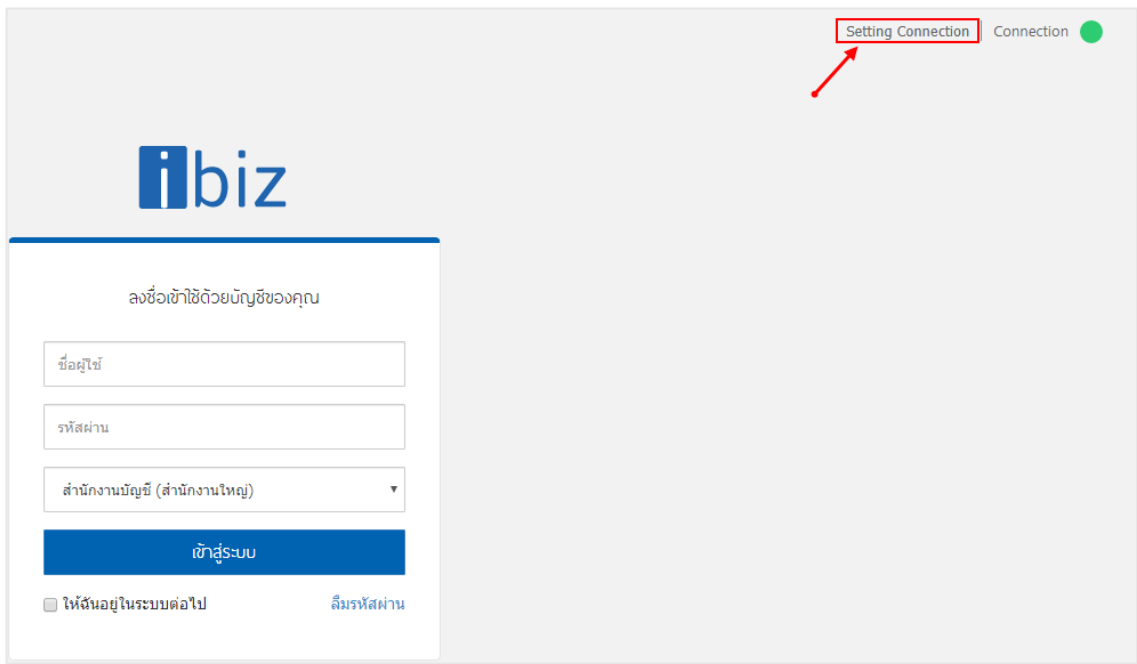 Setting Connection | Connection
ibiz
ลงชื่อเข้าใช้ด้วยบัญชีของคุณ
ชื่อผู้ใช้
รหัสผ่าน
สำนักงานบัญชี (สำนักงานใหญ่)
เข้าสู่ระบบ
ให้ฉันอยู่ในระบบต่อไป ลืมรหัสผ่าน